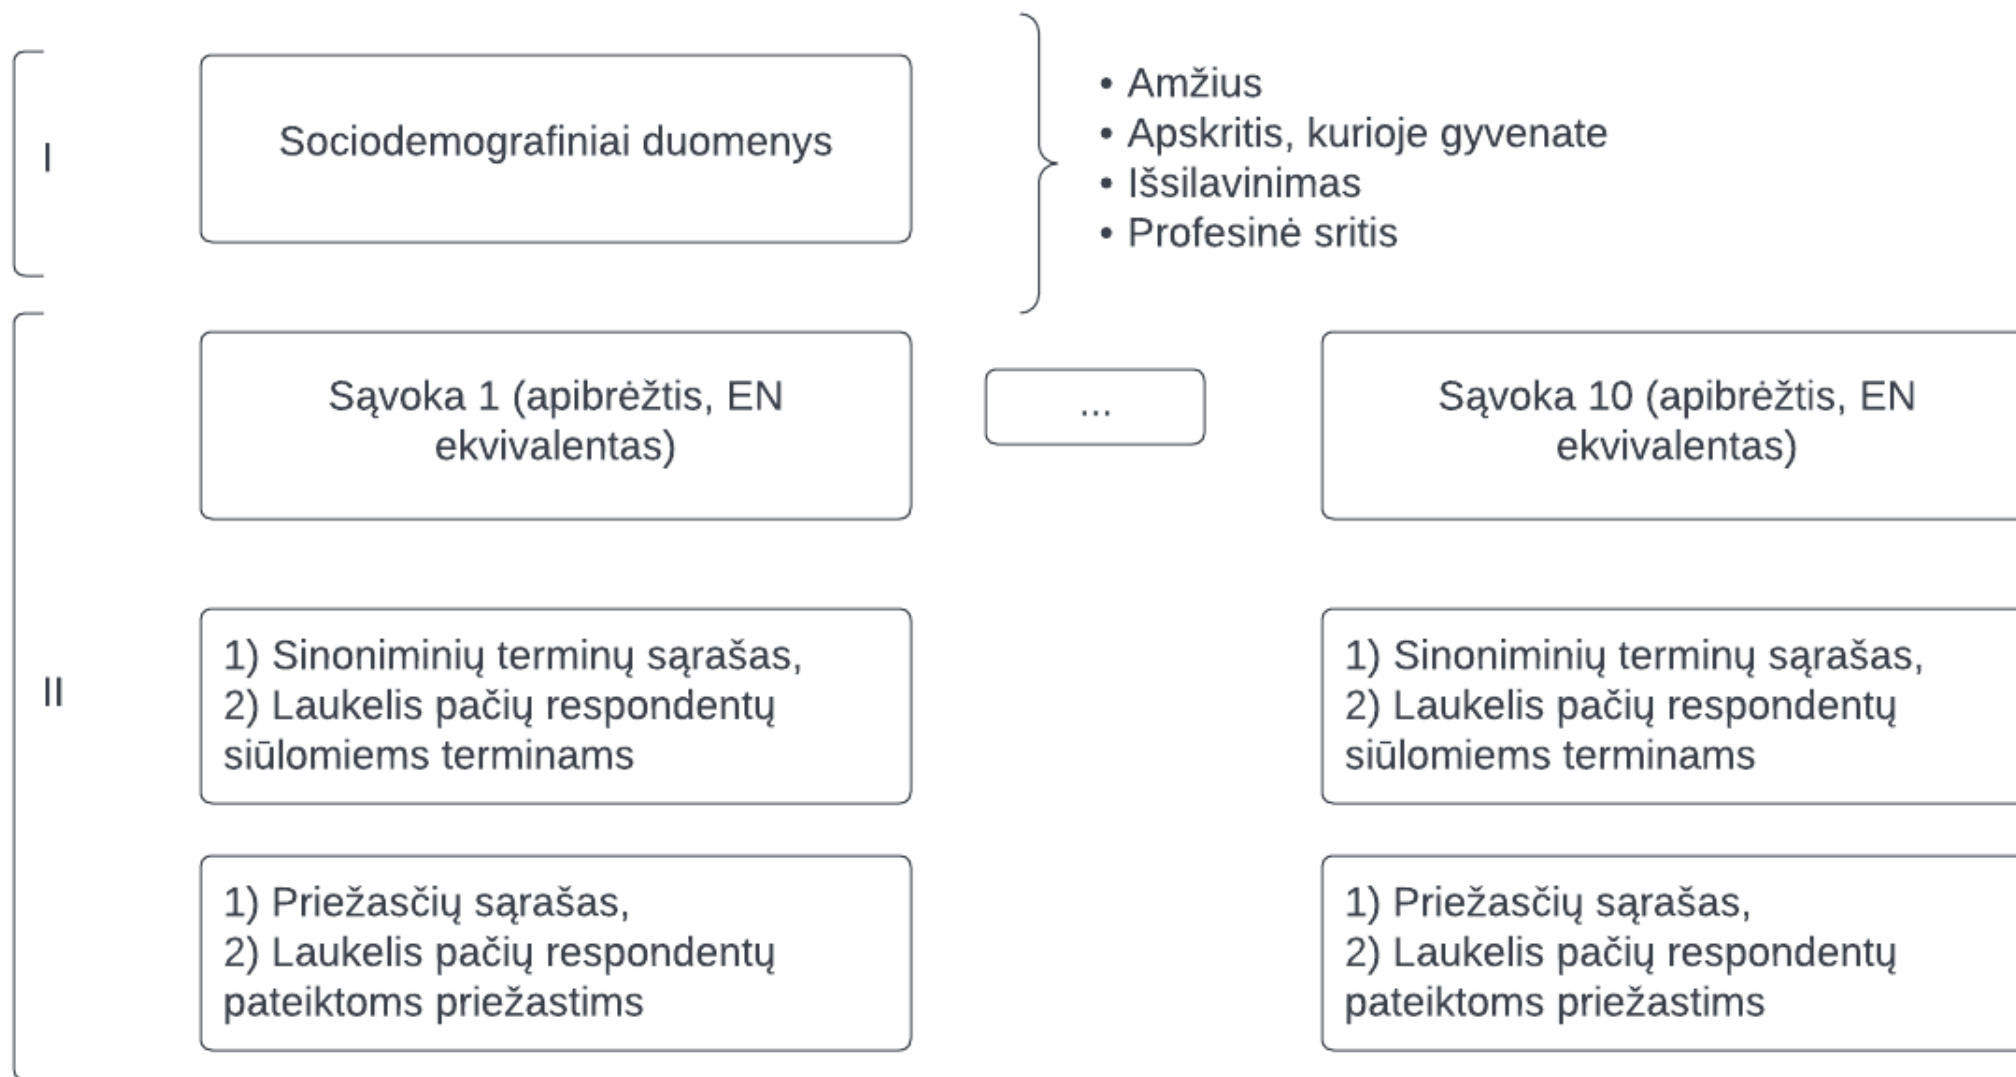 I
Sociodemografiniai duomenys
• Amžius
• Apskritis, kurioje gyvenate
• Išsilavinimas
• Profesinė sritis
II
Sąvoka 1 (apibrėžtis, EN
ekvivalentas)
...
Sąvoka 10 (apibrėžtis, EN
ekvivalentas)
1) Sinoniminių terminų sąrašas,
2) Laukelis pačių respondentų
siūlomiems terminams
1) Sinoniminių terminų sąrašas,
2) Laukelis pačių respondentų
siūlomiems terminams
1) Priežasčių sąrašas,
2) Laukelis pačių respondentų
pateiktoms priežastims
1) Priežasčių sąrašas,
2) Laukelis pačių respondentų
pateiktoms priežastims